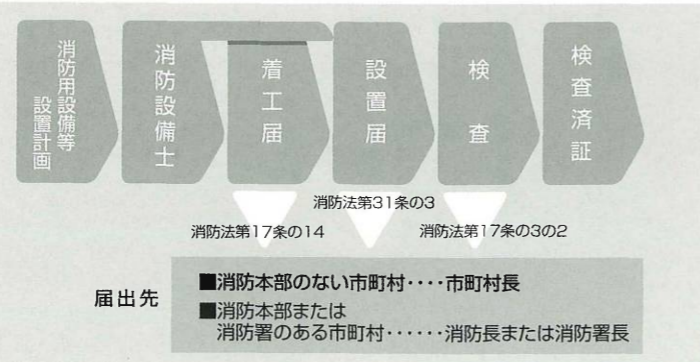 消防用設備等
設置計画
消防設備士
着工届
設置届
検査
検査済証
消防法第31条の3
消防法第17条の14
消防法第17条の3の2
届出先
■消防本部のない市町村････市町村長
■消防本部または
消防署のある市町村･･････消防長または消防署長